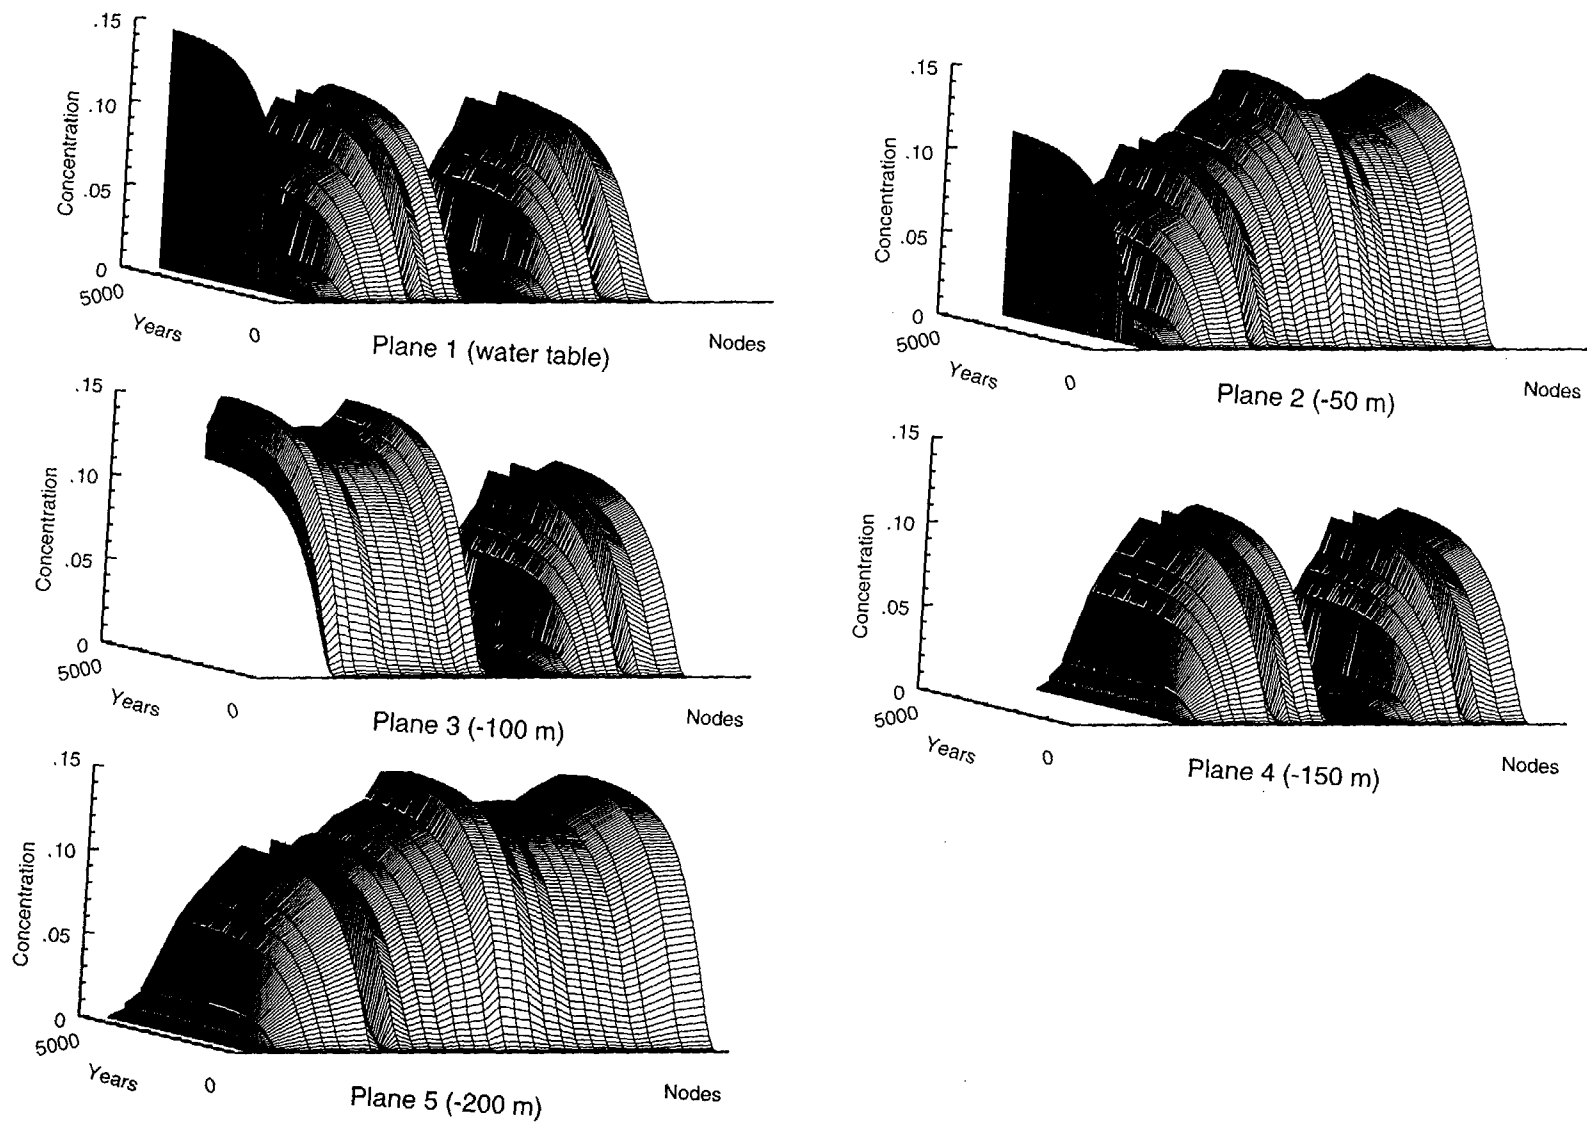 .15
.10
.05
0
Concentration
5000
Years
0
Plane 1 (water table)
Nodes
.15
.10
.05
0
Concentration
5000
Years
0
Plane 2 (-50 m)
Nodes
.15
.10
.05
0
Concentration
5000
Years
0
Plane 3 (-100 m)
Nodes
.15
.10
.05
0
Concentration
5000
Years
0
Plane 4 (-150 m)
Nodes
.15
.10
.05
0
Concentration
5000
Years
0
Plane 5 (-200 m)
Nodes